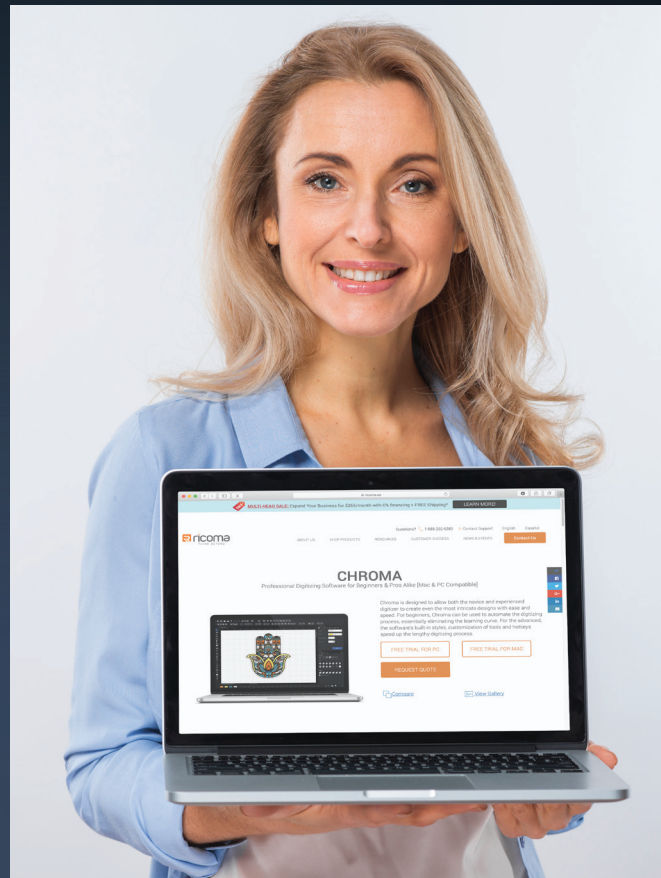 MULTI-HEAD SALE: Expand Your Business for $353/month with 6% financing + FREE Shipping!*
LEARN MORE
Questions?
Contact Support
English
Español
ricoma
ABOUT US
SHOP PRODUCTS
RESOURCES
CUSTOMER SUCCESS
NEWS & EVENTS
Contact Us
CHROMA
Professional Digitizing Software for Beginners & Pros Alike [Mac & PC Compatible]
Chroma is designed to allow both the novice and experienced
digitizer to create even the most intricate designs with ease and
speed. For beginners, Chroma can be used to automate the digitizing
process, essentially eliminating the learning curve. For the advanced,
the software's built-in styles, customization of tools and hotkeys
speed up the lengthy digitizing process.
FREE TRIAL FOR PC
FREE TRIAL FOR MAC
REQUEST QUOTE
Compare
View Gallery